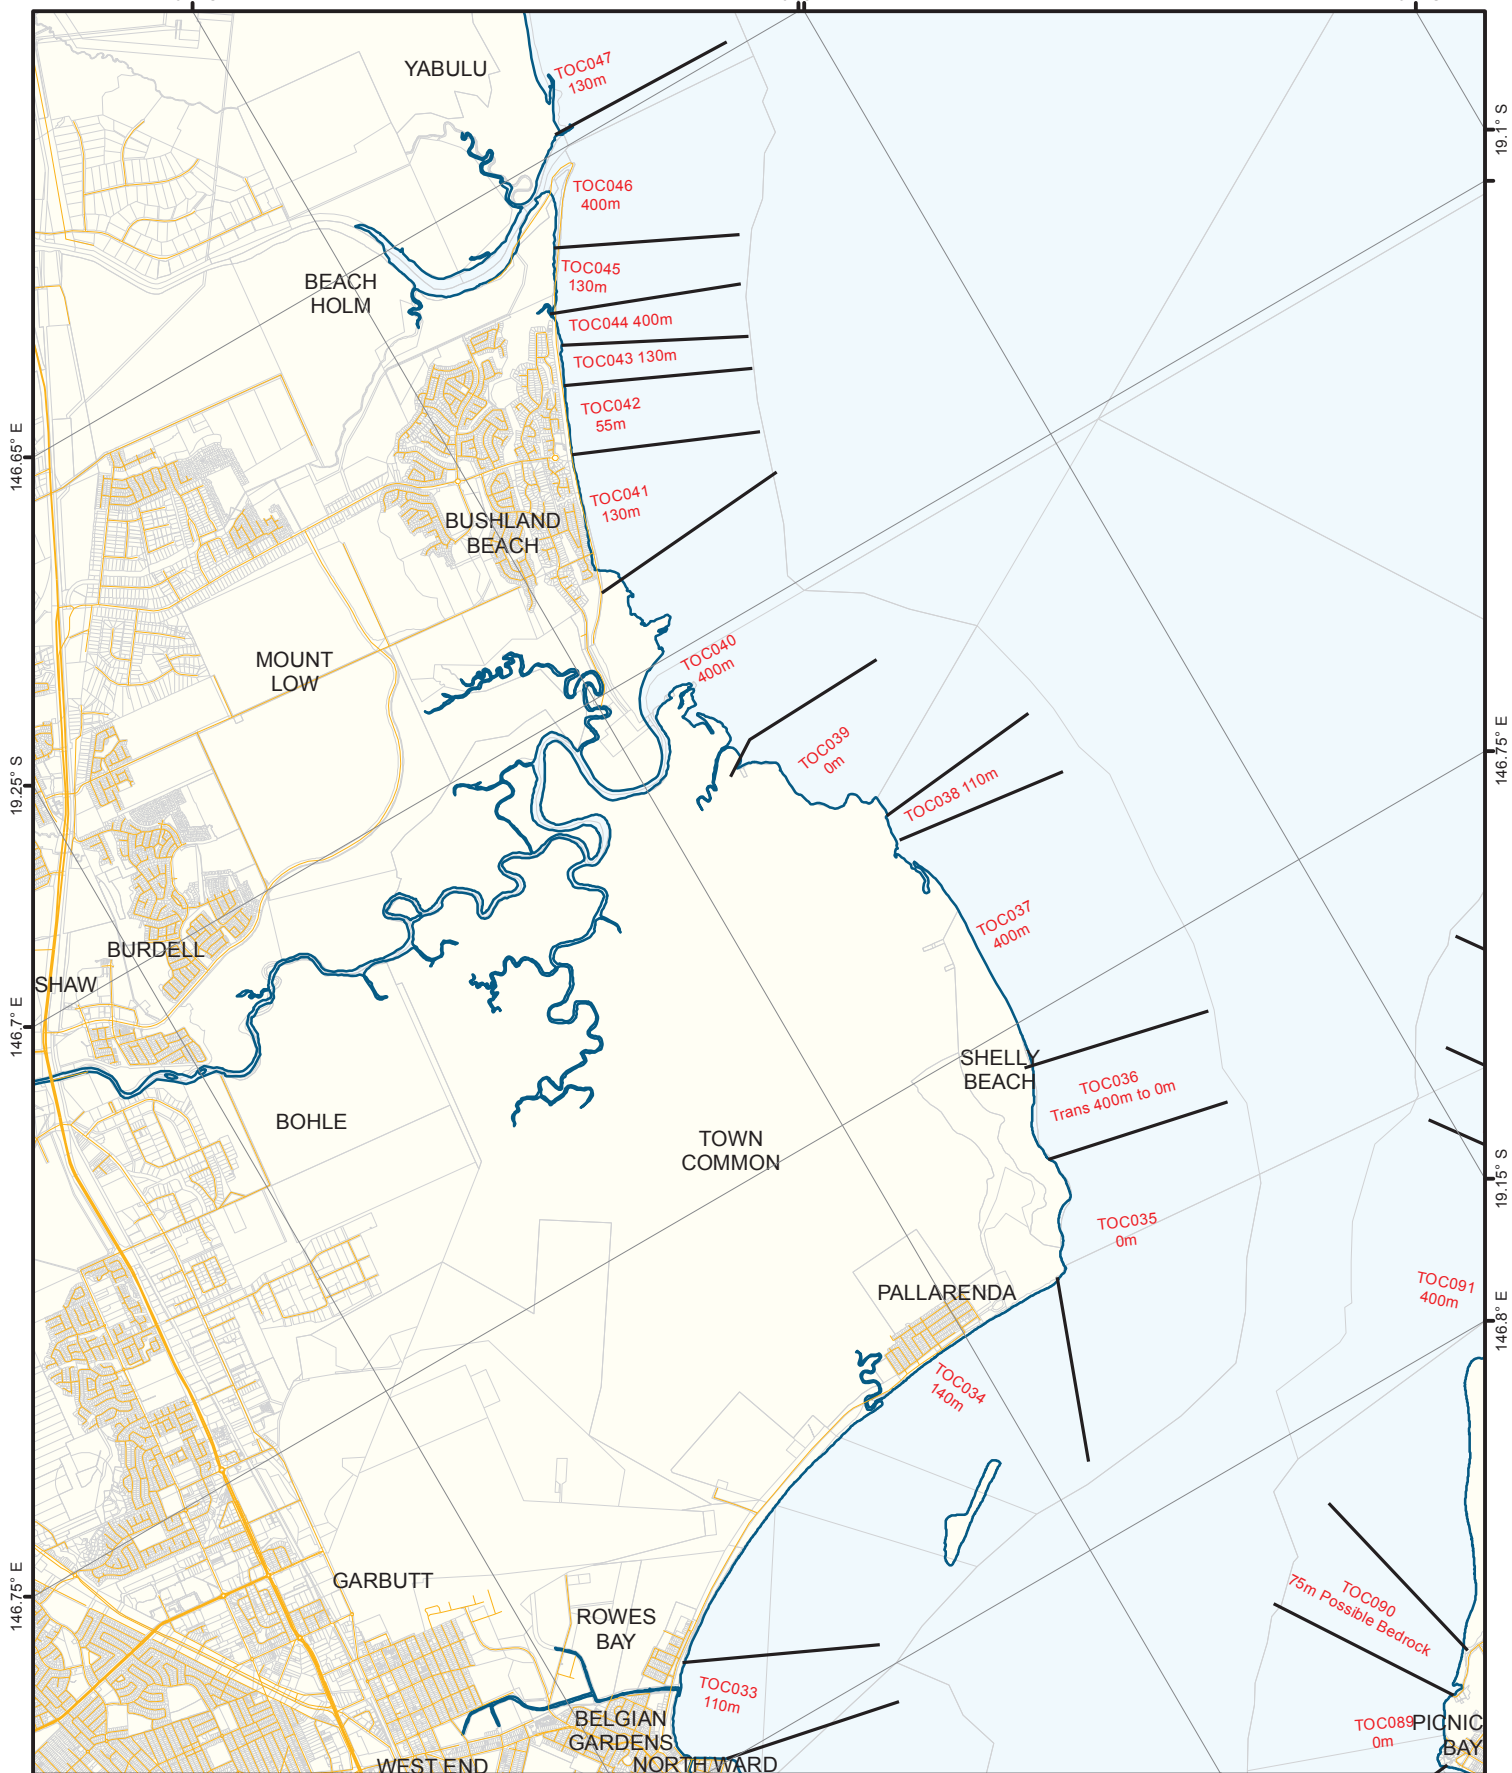 YABULU
TOC047
130m
19.1° S
TOC046
400m
BEACH
HOLM
TOC045
130m
TOC044 400m
TOC043 130m
TOC042
55m
146.65° E
TOC041
130m
BUSHLAND
BEACH
TOC040
400m
MOUNT
LOW
TOC039
0m
146.75° E
19.25° S
TOC038 110m
TOC037
400m
BURDELL
SHAW
146.7° E
SHELLY
BEACH
TOC036
Trans 400m to 0m
BOHLE
TOWN
COMMON
19.15° S
TOC035
0m
PALLARENDA
TOC091
400m
146.8° E
TOC034
140m
GARBUTT
146.75° E
ROWES
BAY
TOC090
75m Possible Bedrock
TOC033
110m
BELGIAN
GARDENS
TOC089
0m
PICNIC
BAY
WEST END
NORTH WARD